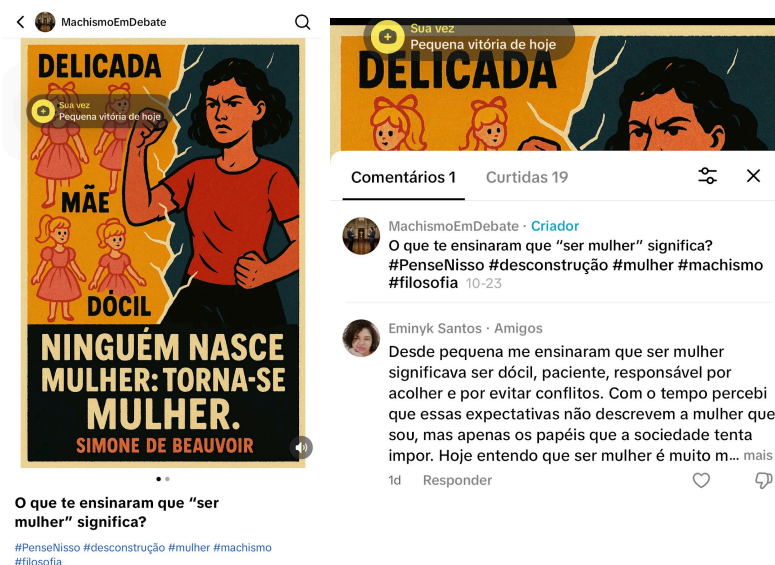 MachismoEmDebate
DELICADA
Sua vez
Pequena vitória de hoje
MÃE
DÓCIL
NINGUÉM NASCE
MULHER: TORNA-SE
MULHER.
SIMONE DE BEAUVOIR
O que te ensinaram que “ser
mulher” significa?
#PenseNisso #desconstrução #mulher #machismo
#filosofia
Sua vez
Pequena vitória de hoje
DELICADA
Comentários 1
Curtidas 19
MachismoEmDebate · Criador
O que te ensinaram que “ser mulher” significa?
#PenseNisso #desconstrução #mulher #machismo
#filosofia 10-23
Eminyk Santos · Amigos
Desde pequena me ensinaram que ser mulher
significava ser dócil, paciente, responsável por
acolher e por evitar conflitos. Com o tempo percebi
que essas expectativas não descrevem a mulher que
sou, mas apenas os papéis que a sociedade tenta
impor. Hoje entendo que ser mulher é muito m... mais
1d Responder